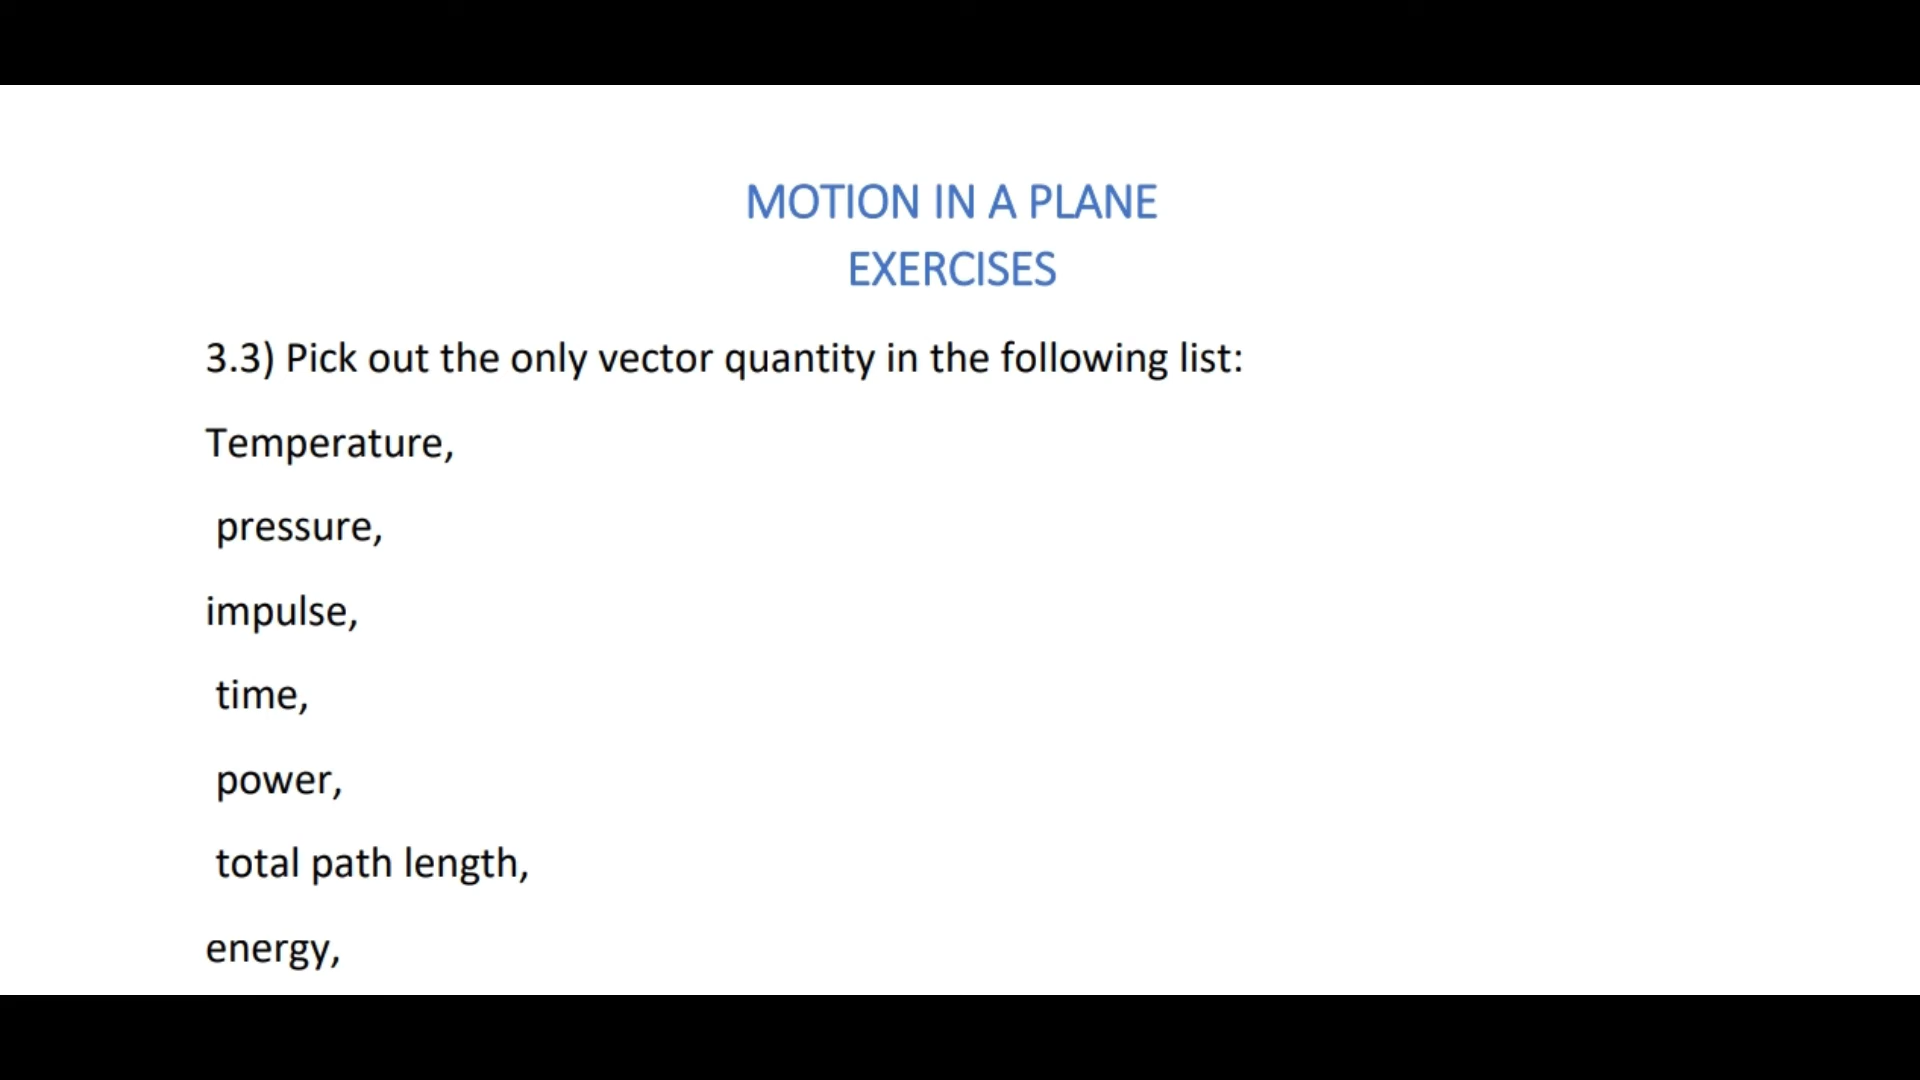 MOTION IN A PLANE
EXERCISES
3.3) Pick out the only vector quantity in the following list:
Temperature,
pressure,
impulse,
time,
power,
total path length,
energy,